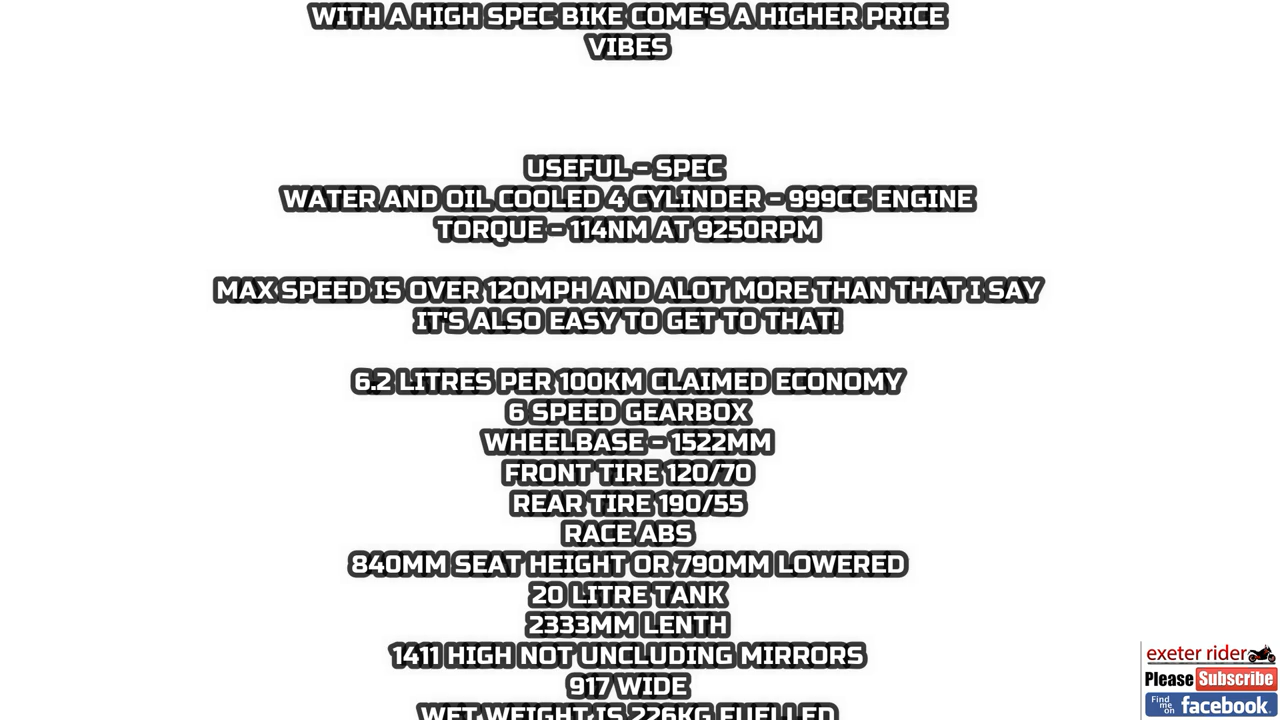 WITH A HIGH SPEC BIKE COME'S A HIGHER PRICE
VIBES
USEFUL - SPEC
WATER AND OIL COOLED 4 CYLINDER - 999CC ENGINE
TORQUE - 114NM AT 9250RPM
MAX SPEED IS OVER 120MPH AND ALOT MORE THAN THAT I SAY
IT'S ALSO EASY TO GET TO THAT!
6.2 LITRES PER 100KM CLAIMED ECONOMY
6 SPEED GEARBOX
WHEELBASE - 1522MM
FRONT TIRE 120/70
REAR TIRE 190/55
RACE ABS
840MM SEAT HEIGHT OR 790MM LOWERED
20 LITRE TANK
2333MM LENTH
1411 HIGH NOT UNCLUDING MIRRORS
917 WIDE
WET WEIGHT IS 226KG FUELLED
exeter rider
Please Subscribe
Find me on facebook